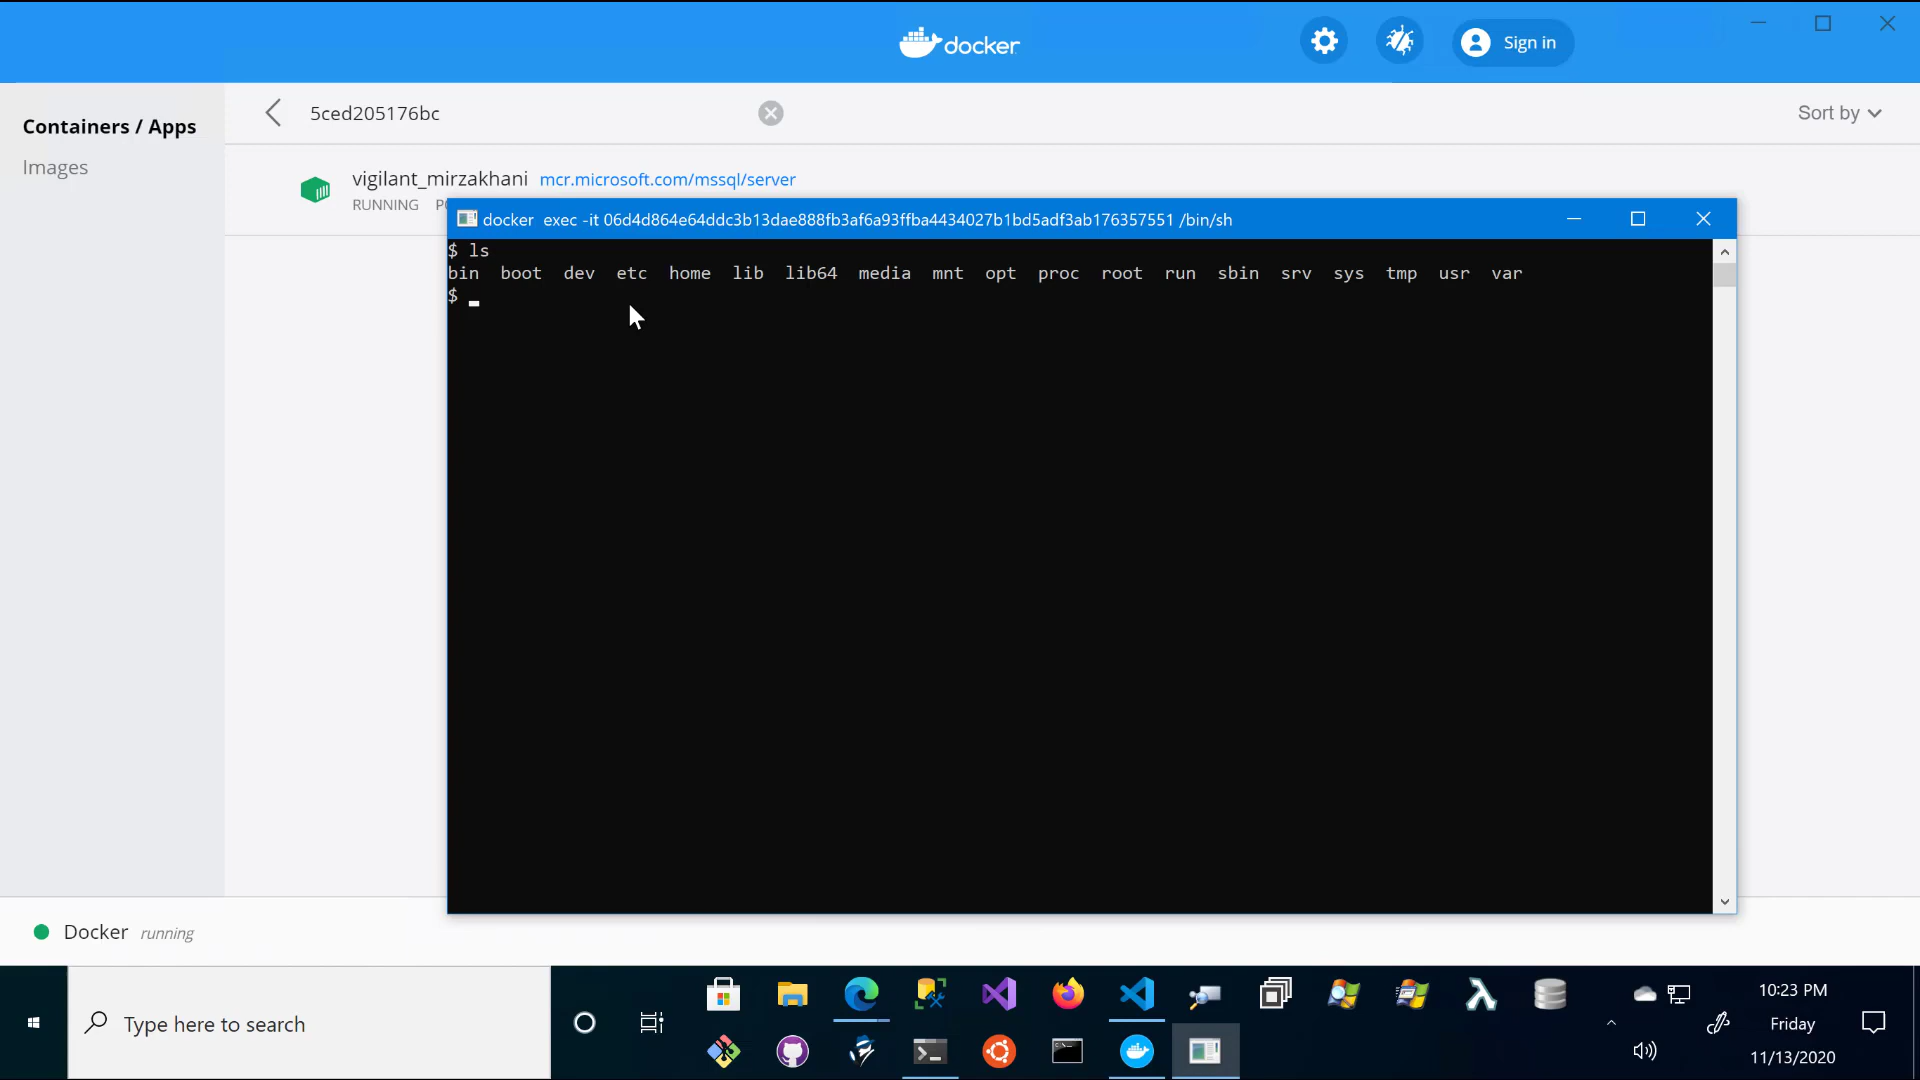 docker
Sign in
Containers / Apps
Images
5ced205176bc
Sort by
vigilant_mirzakhani mcr.microsoft.com/mssql/server
RUNNING
docker exec -it 06d4d864e64ddc3b13dae888fb3af6a93ffba4434027b1bd5adf3ab176357551 /bin/sh
$ ls
bin boot dev etc home lib lib64 media mnt opt proc root run sbin srv sys tmp usr var
$
Docker running
Type here to search
10:23 PM
Friday
11/13/2020